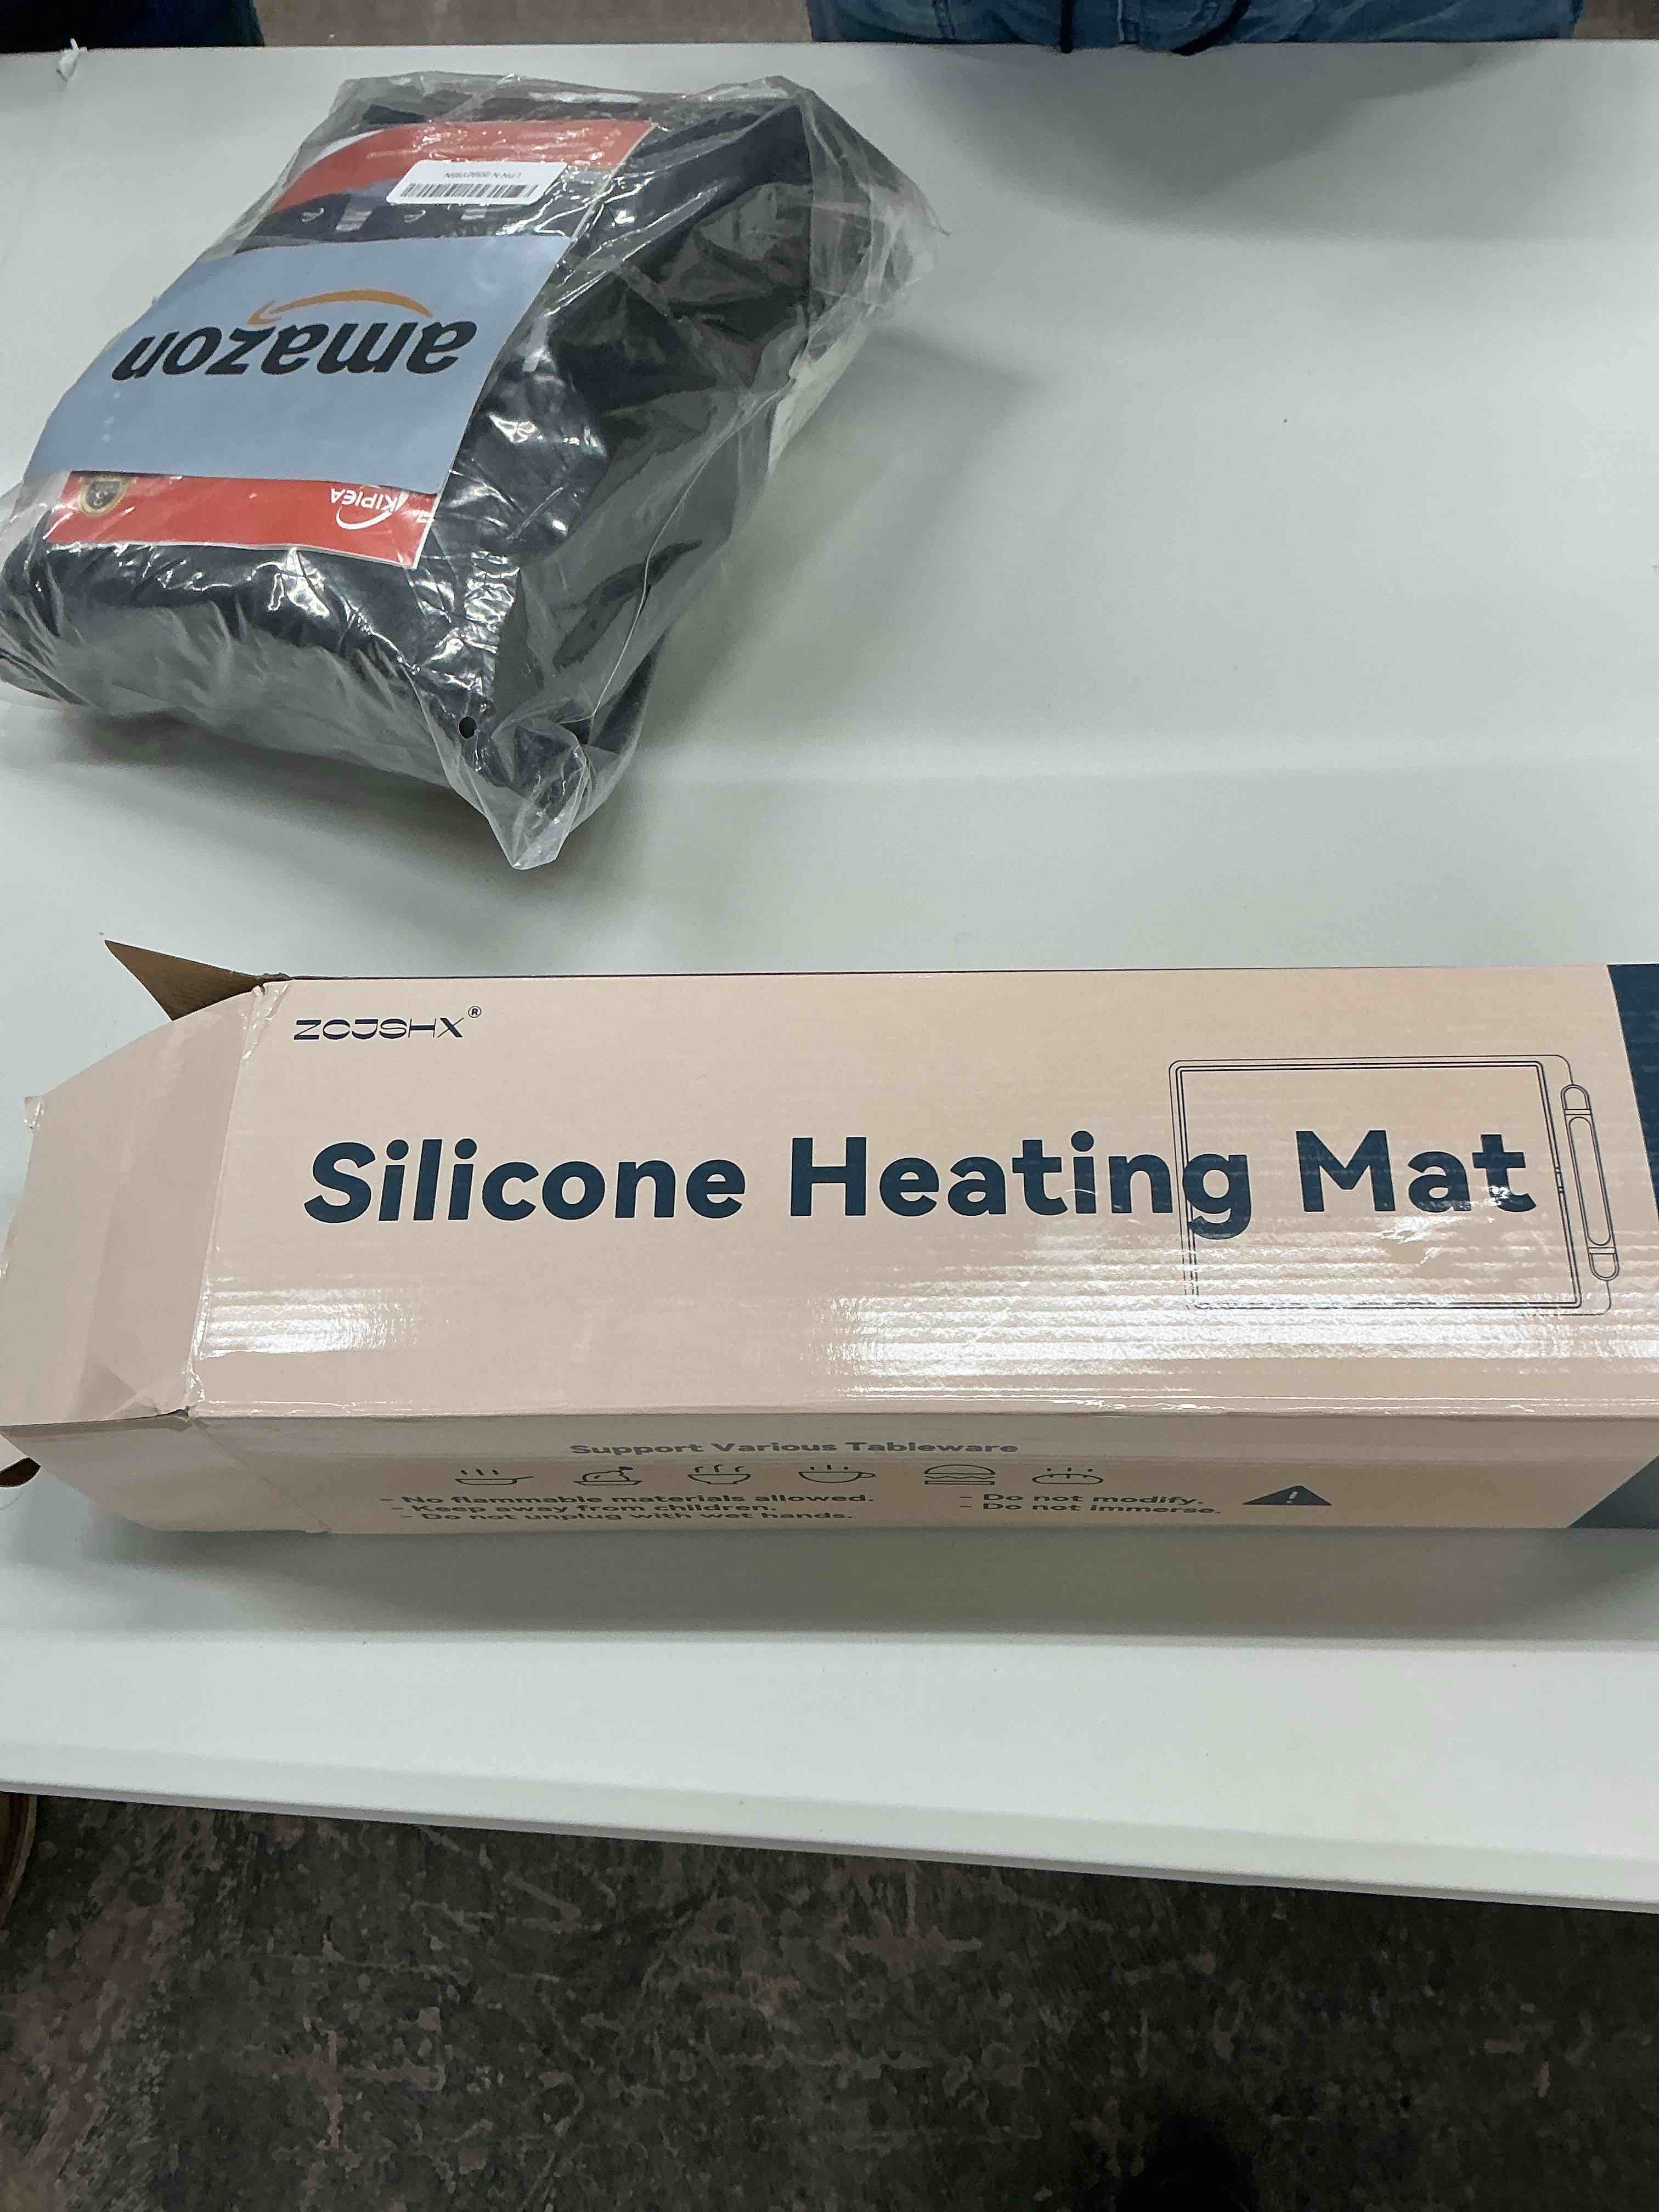 amazon
KIPIEA
ZCJSHX®
Silicone Heating Mat
Support Various Tableware
- No flammable materials allowed.
- Keep away from children.
- Do not unplug with wet hands.
- Do not modify.
- Do not immerse.